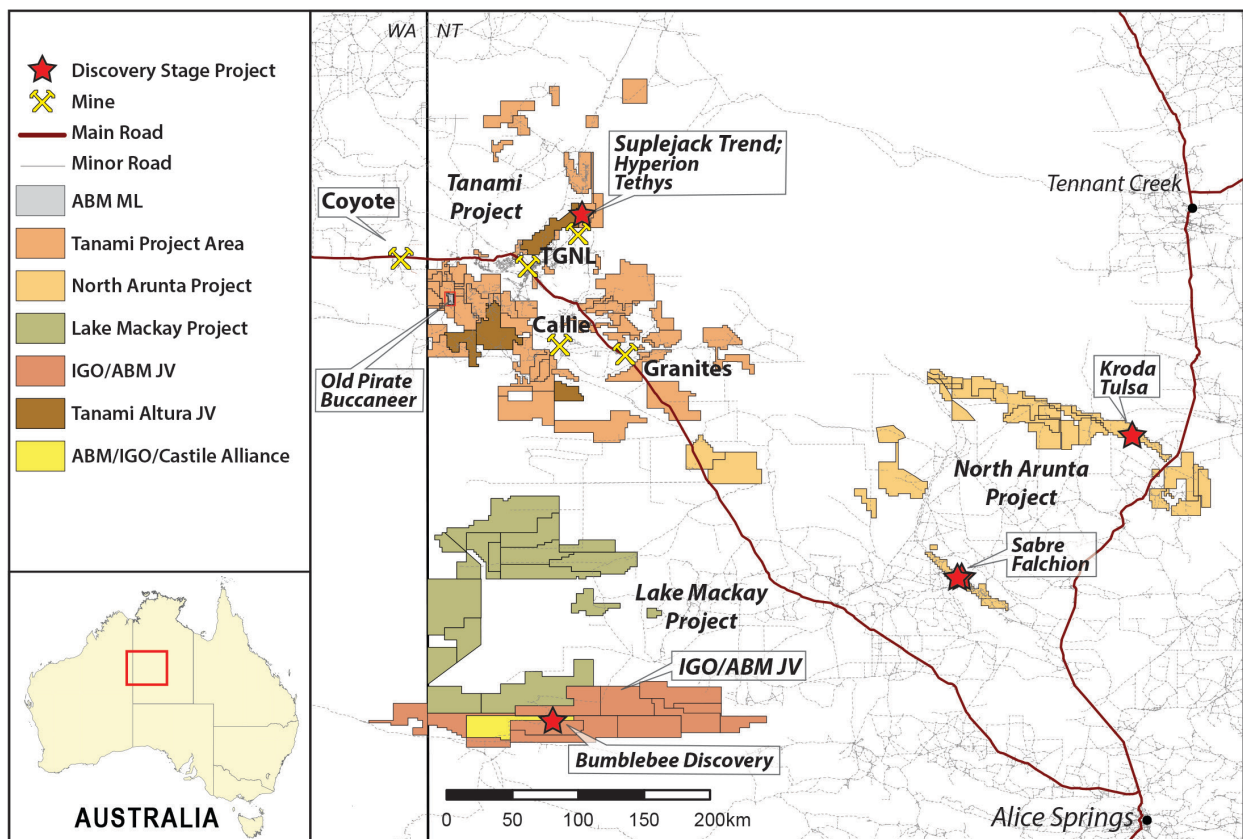 Discovery Stage Project
Mine
Main Road
Minor Road
ABM ML
Tanami Project Area
North Arunta Project
Lake Mackay Project
IGO/ABM JV
Tanami Altura JV
ABM/IGO/Castile Alliance
AUSTRALIA
WA
NT
Suplejack Trend;
Hyperion
Tethys
Tanami
Project
Coyote
TGNL
Tennant Creek
Callie
Granites
Old Pirate
Buccaneer
Kroda
Tulsa
North Arunta
Project
Sabre
Falchion
Lake Mackay
Project
IGO/ABM JV
Bumblebee Discovery
0 50 100 200km
Alice Springs